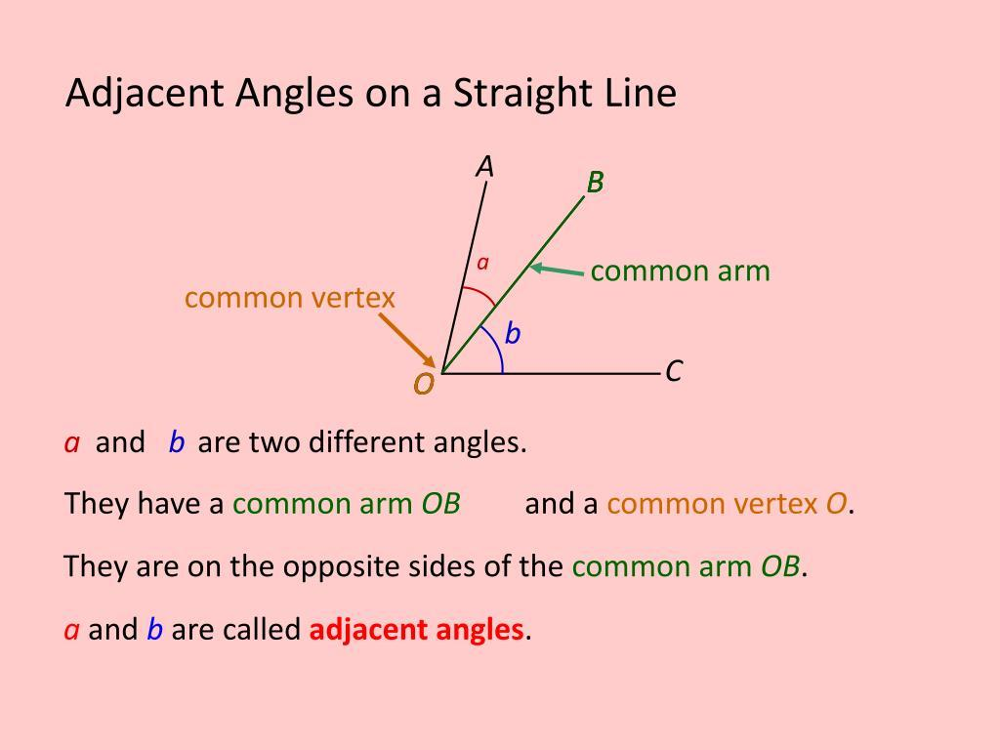 Adjacent Angles on a Straight Line
A
B
a
common arm
common vertex
b
C
O
a and b are two different angles.
They have a common arm OB and a common vertex O.
They are on the opposite sides of the common arm OB.
a and b are called adjacent angles.